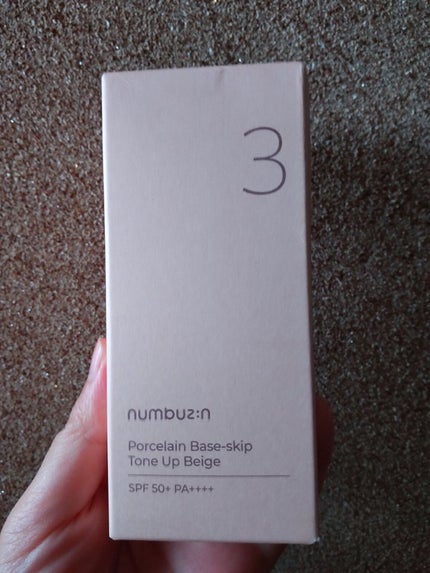 3
numbuz:n
Porcelain Base-skip
Tone Up Beige
SPF 50+ PA++++